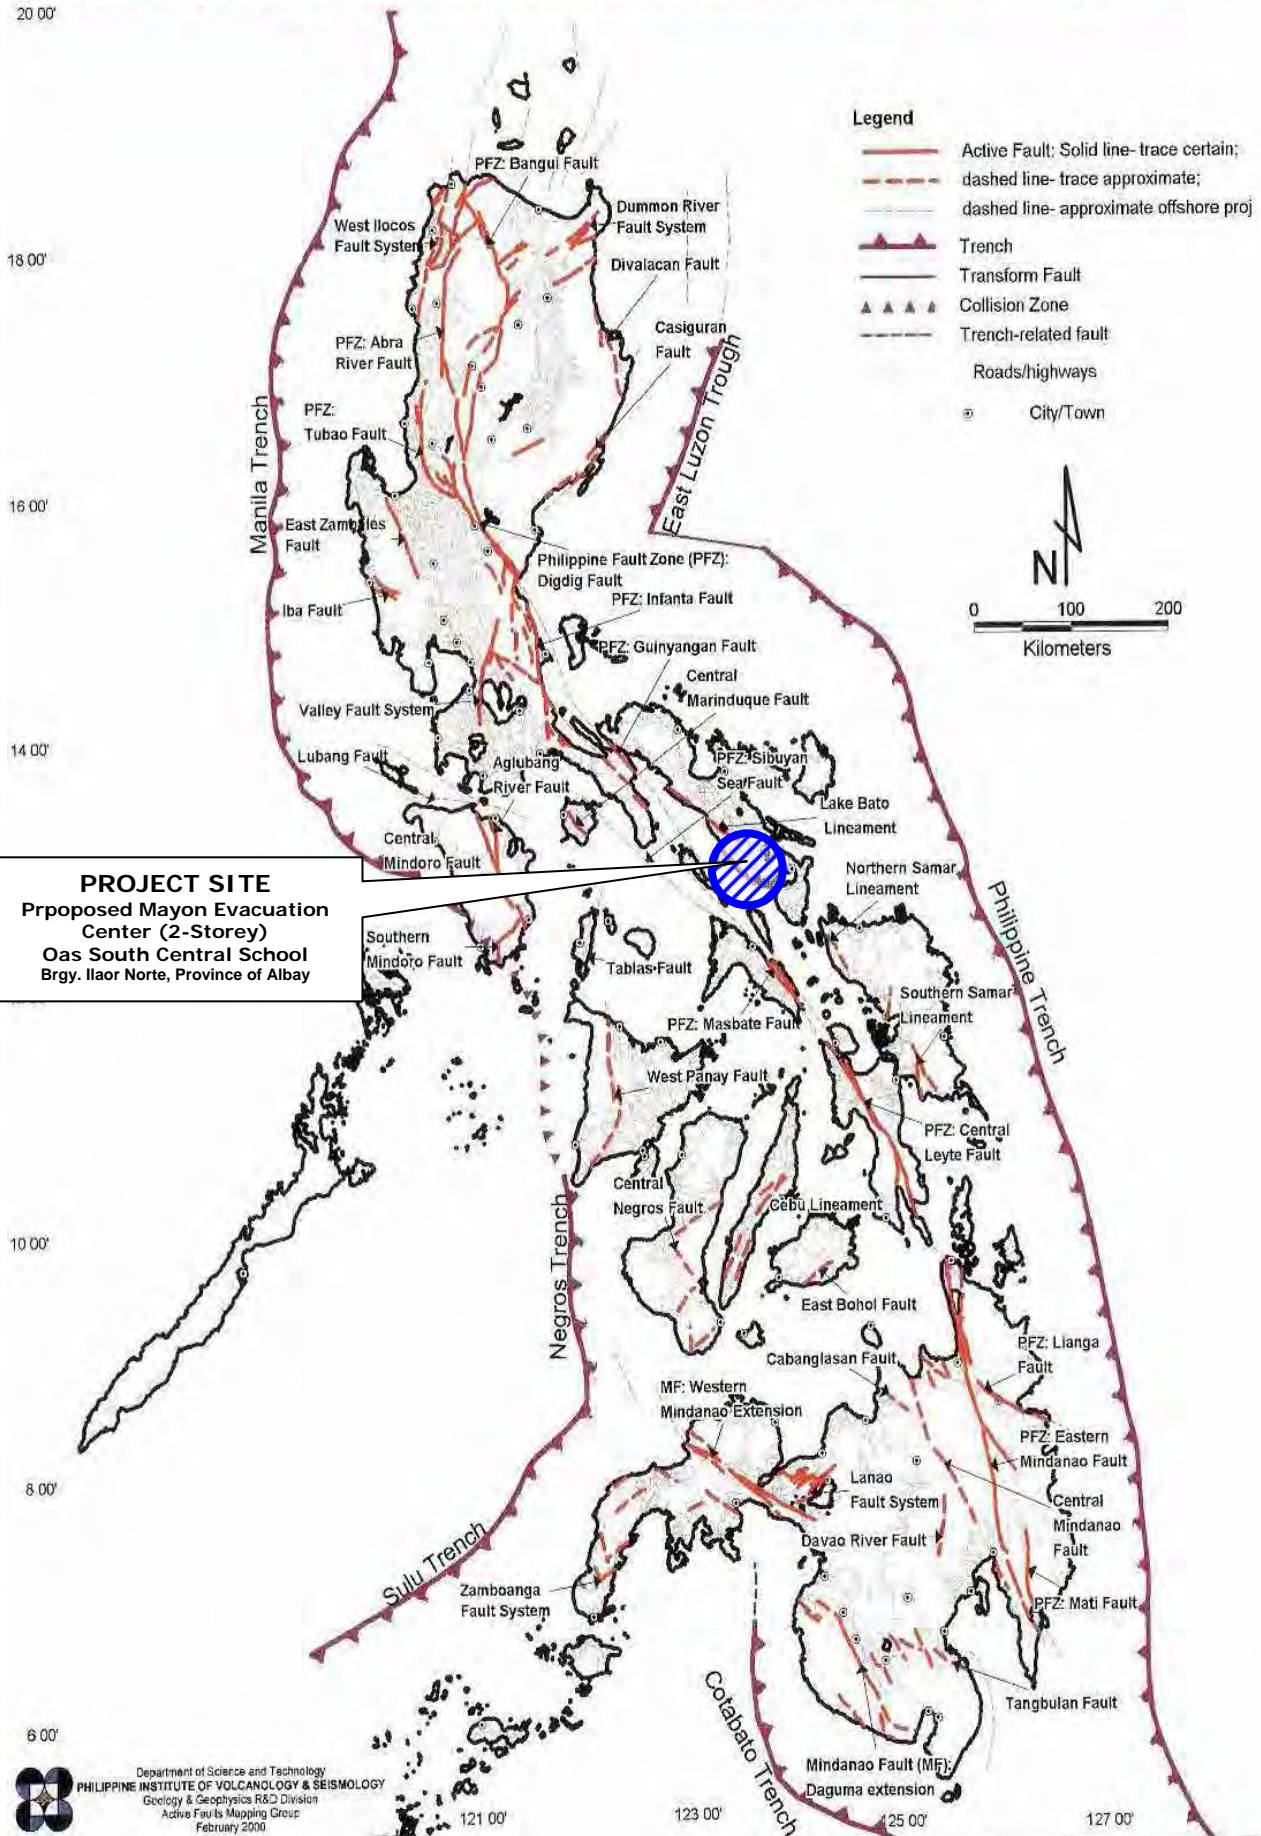 20 00'
Legend
Active Fault: Solid line- trace certain;
dashed line- trace approximate;
dashed line- approximate offshore proj
Trench
Transform Fault
Collision Zone
Trench-related fault
Roads/highways
City/Town
PFZ: Bangui Fault
West Ilocos
Fault System
Dummon River
Fault System
18 00'
Divalacan Fault
Casiguran
Fault
PFZ: Abra
River Fault
PFZ:
Tubao Fault
Manila Trench
East Luzon Trough
16 00'
East Zambales
Fault
Philippine Fault Zone (PFZ):
Digdig Fault
Iba Fault
PFZ: Infanta Fault
N
0 100 200
Kilometers
PFZ: Guinyangan Fault
Central
Marinduque Fault
Valley Fault System
14 00'
Lubang Fault
Aglubang
River Fault
PFZ: Sibuyan
Sea Fault
Lake Bato
Lineament
Central
Mindoro Fault
Northern Samar
Lineament
PROJECT SITE
Prpoposed Mayon Evacuation
Center (2-Storey)
Oas South Central School
Brgy. Ilaor Norte, Province of Albay
Southern
Mindoro Fault
Tablas Fault
Philippine Trench
Southern Samar
Lineament
PFZ: Masbate Fault
West Panay Fault
PFZ: Central
Leyte Fault
Central
Negros Fault
Cebu Lineament
10 00'
Negros Trench
East Bohol Fault
PFZ: Lianga
Fault
Cabanglasan Fault
MF: Western
Mindanao Extension
PFZ: Eastern
Mindanao Fault
8 00'
Lanao
Fault System
Central
Mindanao
Fault
Davao River Fault
Sulu Trench
Zamboanga
Fault System
PFZ: Mati Fault
Cotabato Trench
Tangbulan Fault
6 00'
Mindanao Fault (MF):
Daguma extension
Department of Science and Technology
PHILIPPINE INSTITUTE OF VOLCANOLOGY & SEISMOLOGY
Geology & Geophysics R&D Division
Active Faults Mapping Group
February 2000
121 00'
123 00'
125 00'
127 00'